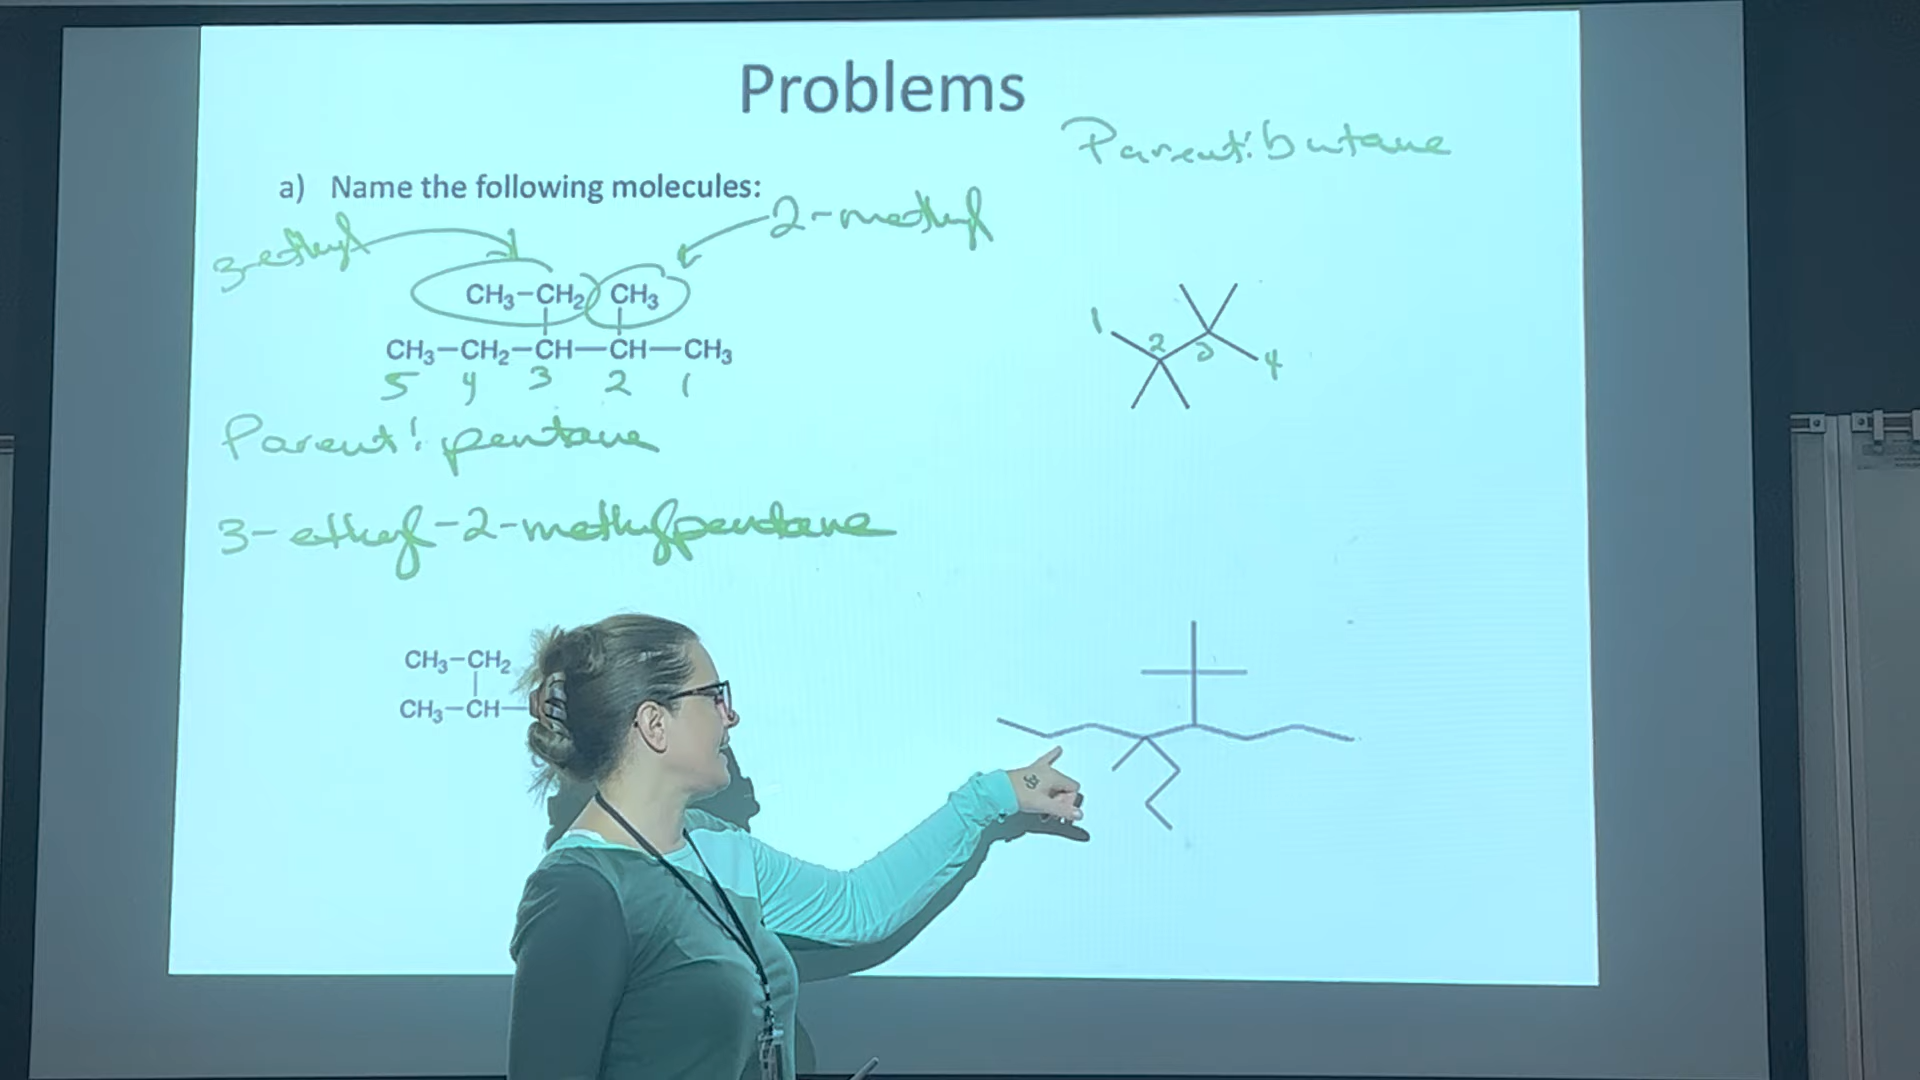 Problems
Parent: butane
a) Name the following molecules:
2-methyl
3-ethyl
CH₃-CH₂ CH₃
CH₃-CH₂-CH-CH-CH₃
5 4 3 2 1
1 2 3 4
Parent: pentane
3-ethyl-2-methylpentane
CH₃-CH₂
CH₃-CH-